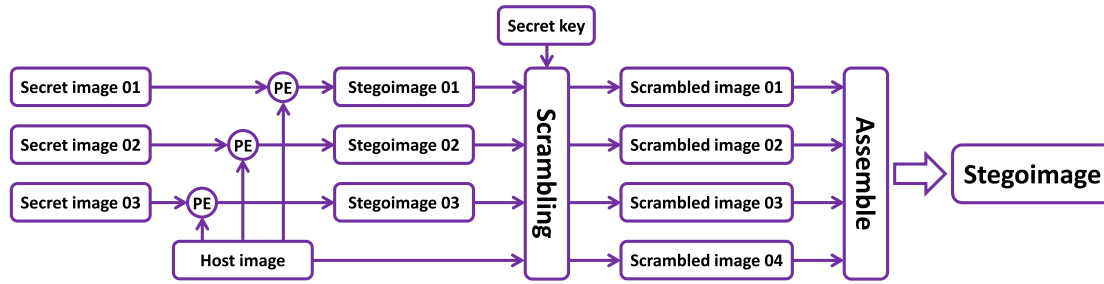 Secret key
Secret image 01
PE
Stegoimage 01
Scrambled image 01
Secret image 02
PE
Stegoimage 02
Scrambled image 02
Secret image 03
PE
Stegoimage 03
Scrambled image 03
Host image
Scrambled image 04
Scrambling
Assemble
Stegoimage